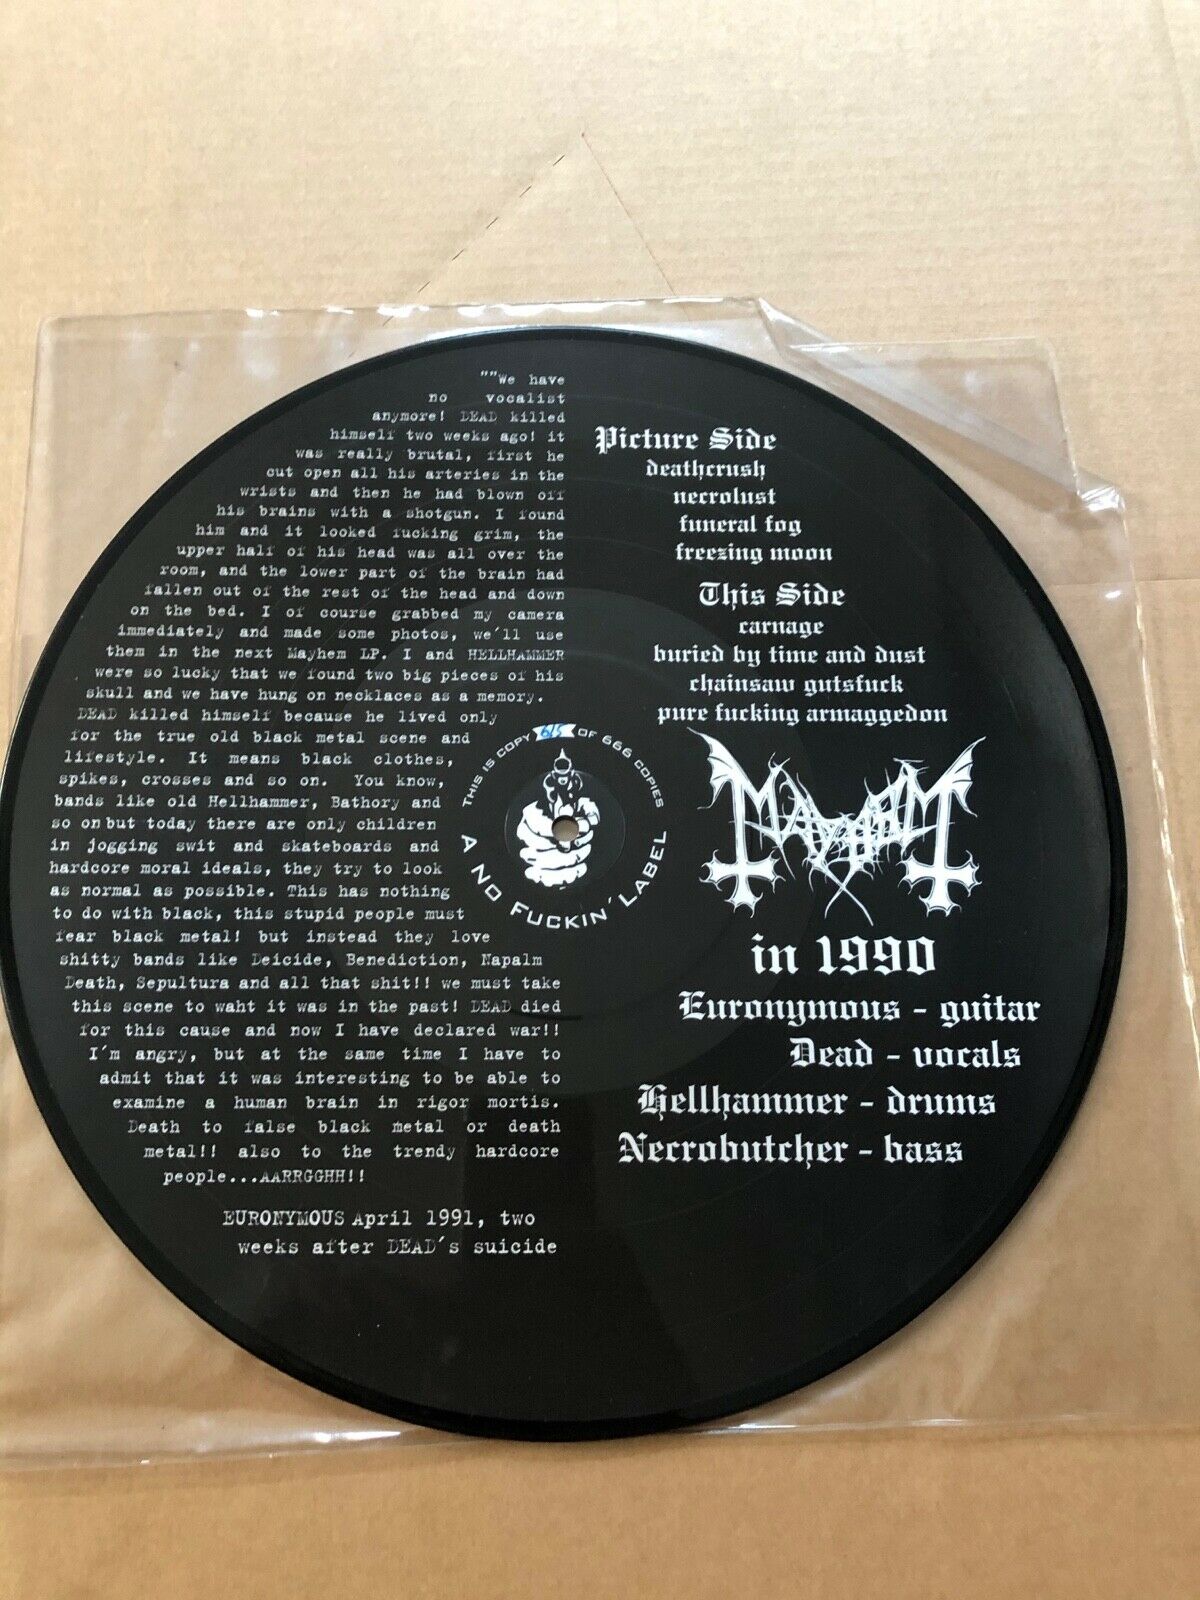 ""We have
no vocalist
anymore! DEAD killed
himself two weeks ago! it
was really brutal, first he
cut open all his arteries in the
wrists and then he had blown off
his brains with a shotgun. I found
him and it looked fucking grim, the
upper half of his head was all over the
room, and the lower part of the brain had
fallen out of the rest of the head and down
on the bed. I of course grabbed my camera
immediately and made some photos, we´ll use
them in the next Mayhem LP. I and HELLHAMMER
were so lucky that we found two big pieces of his
skull and we have hung on necklaces as a memory.
DEAD killed himself because he lived only
for the true old black metal scene and
lifestyle. It means black clothes,
spikes, crosses and so on. You know,
bands like old Hellhammer, Bathory and
so on but today there are only children
in jogging swit and skateboards and
hardcore moral ideals, they try to look
as normal as possible. This has nothing
to do with black, this stupid people must
fear black metal! but instead they love
shitty bands like Deicide, Benediction, Napalm
Death, Sepultura and all that shit!! we must take
this scene to waht it was in the past! DEAD died
for this cause and now I have declared war!!
I´m angry, but at the same time I have to
admit that it was interesting to be able to
examine a human brain in rigor mortis.
Death to false black metal or death
metal!! also to the trendy hardcore
people...AARRGGHH!!
EURONYMOUS April 1991, two
weeks after DEAD´s suicide
THIS IS COPY 615 OF 666 COPIES
A NO FUCKIN´ LABEL
Picture Side
deathcrush
necrolust
funeral fog
freezing moon
This Side
carnage
buried by time and dust
chainsaw gutsfuck
pure fucking armaggedon
MAYHEM
in 1990
Euronymous - guitar
Dead - vocals
Hellhammer - drums
Necrobutcher - bass